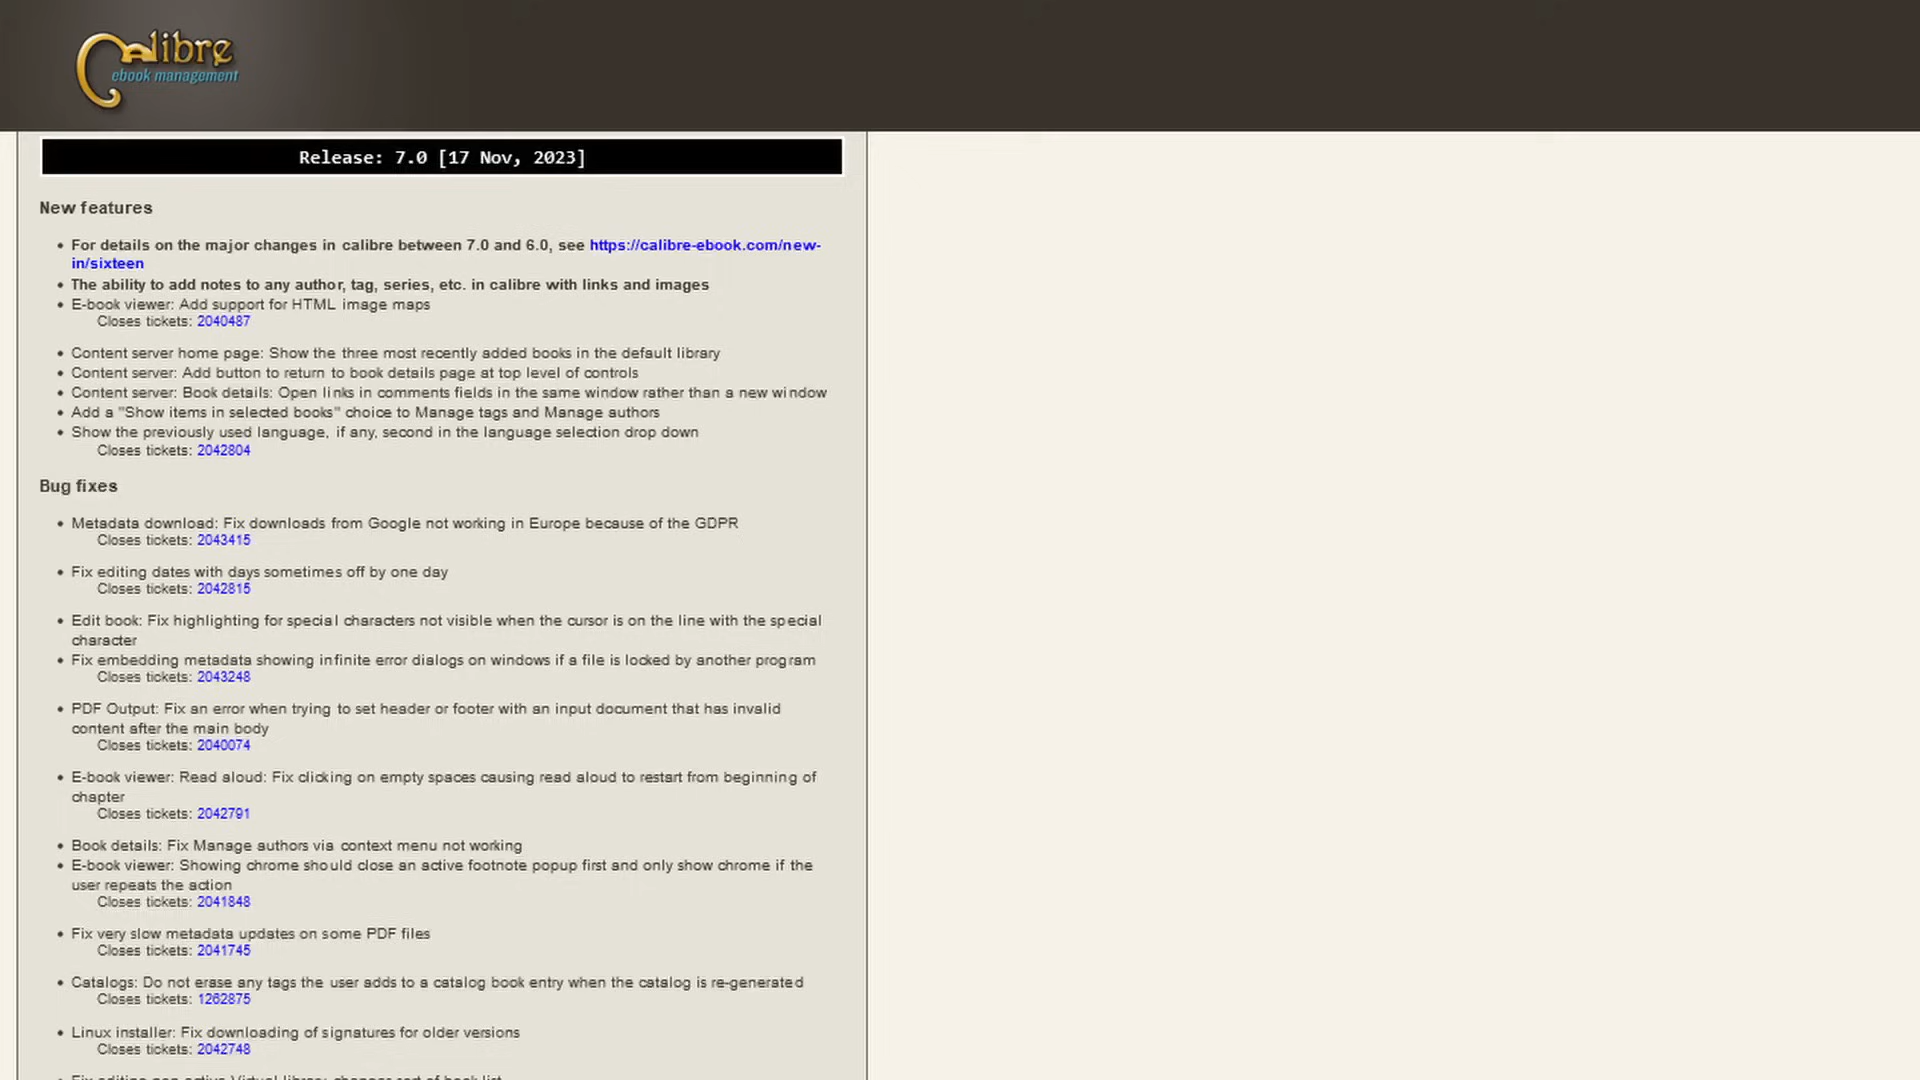 Calibre
ebook management
Release: 7.0 [17 Nov, 2023]
New features
• For details on the major changes in calibre between 7.0 and 6.0, see https://calibre-ebook.com/new-
in/sixteen
• The ability to add notes to any author, tag, series, etc. in calibre with links and images
• E-book viewer: Add support for HTML image maps
Closes tickets: 2040487
• Content server home page: Show the three most recently added books in the default library
• Content server: Add button to return to book details page at top level of controls
• Content server: Book details: Open links in comments fields in the same window rather than a new window
• Add a "Show items in selected books" choice to Manage tags and Manage authors
• Show the previously used language, if any, second in the language selection drop down
Closes tickets: 2042804
Bug fixes
• Metadata download: Fix downloads from Google not working in Europe because of the GDPR
Closes tickets: 2043415
• Fix editing dates with days sometimes off by one day
Closes tickets: 2042815
• Edit book: Fix highlighting for special characters not visible when the cursor is on the line with the special
character
• Fix embedding metadata showing infinite error dialogs on windows if a file is locked by another program
Closes tickets: 2043248
• PDF Output: Fix an error when trying to set header or footer with an input document that has invalid
content after the main body
Closes tickets: 2040074
• E-book viewer: Read aloud: Fix clicking on empty spaces causing read aloud to restart from beginning of
chapter
Closes tickets: 2042791
• Book details: Fix Manage authors via context menu not working
• E-book viewer: Showing chrome should close an active footnote popup first and only show chrome if the
user repeats the action
Closes tickets: 2041848
• Fix very slow metadata updates on some PDF files
Closes tickets: 2041745
• Catalogs: Do not erase any tags the user adds to a catalog book entry when the catalog is re-generated
Closes tickets: 1262875
• Linux installer: Fix downloading of signatures for older versions
Closes tickets: 2042748